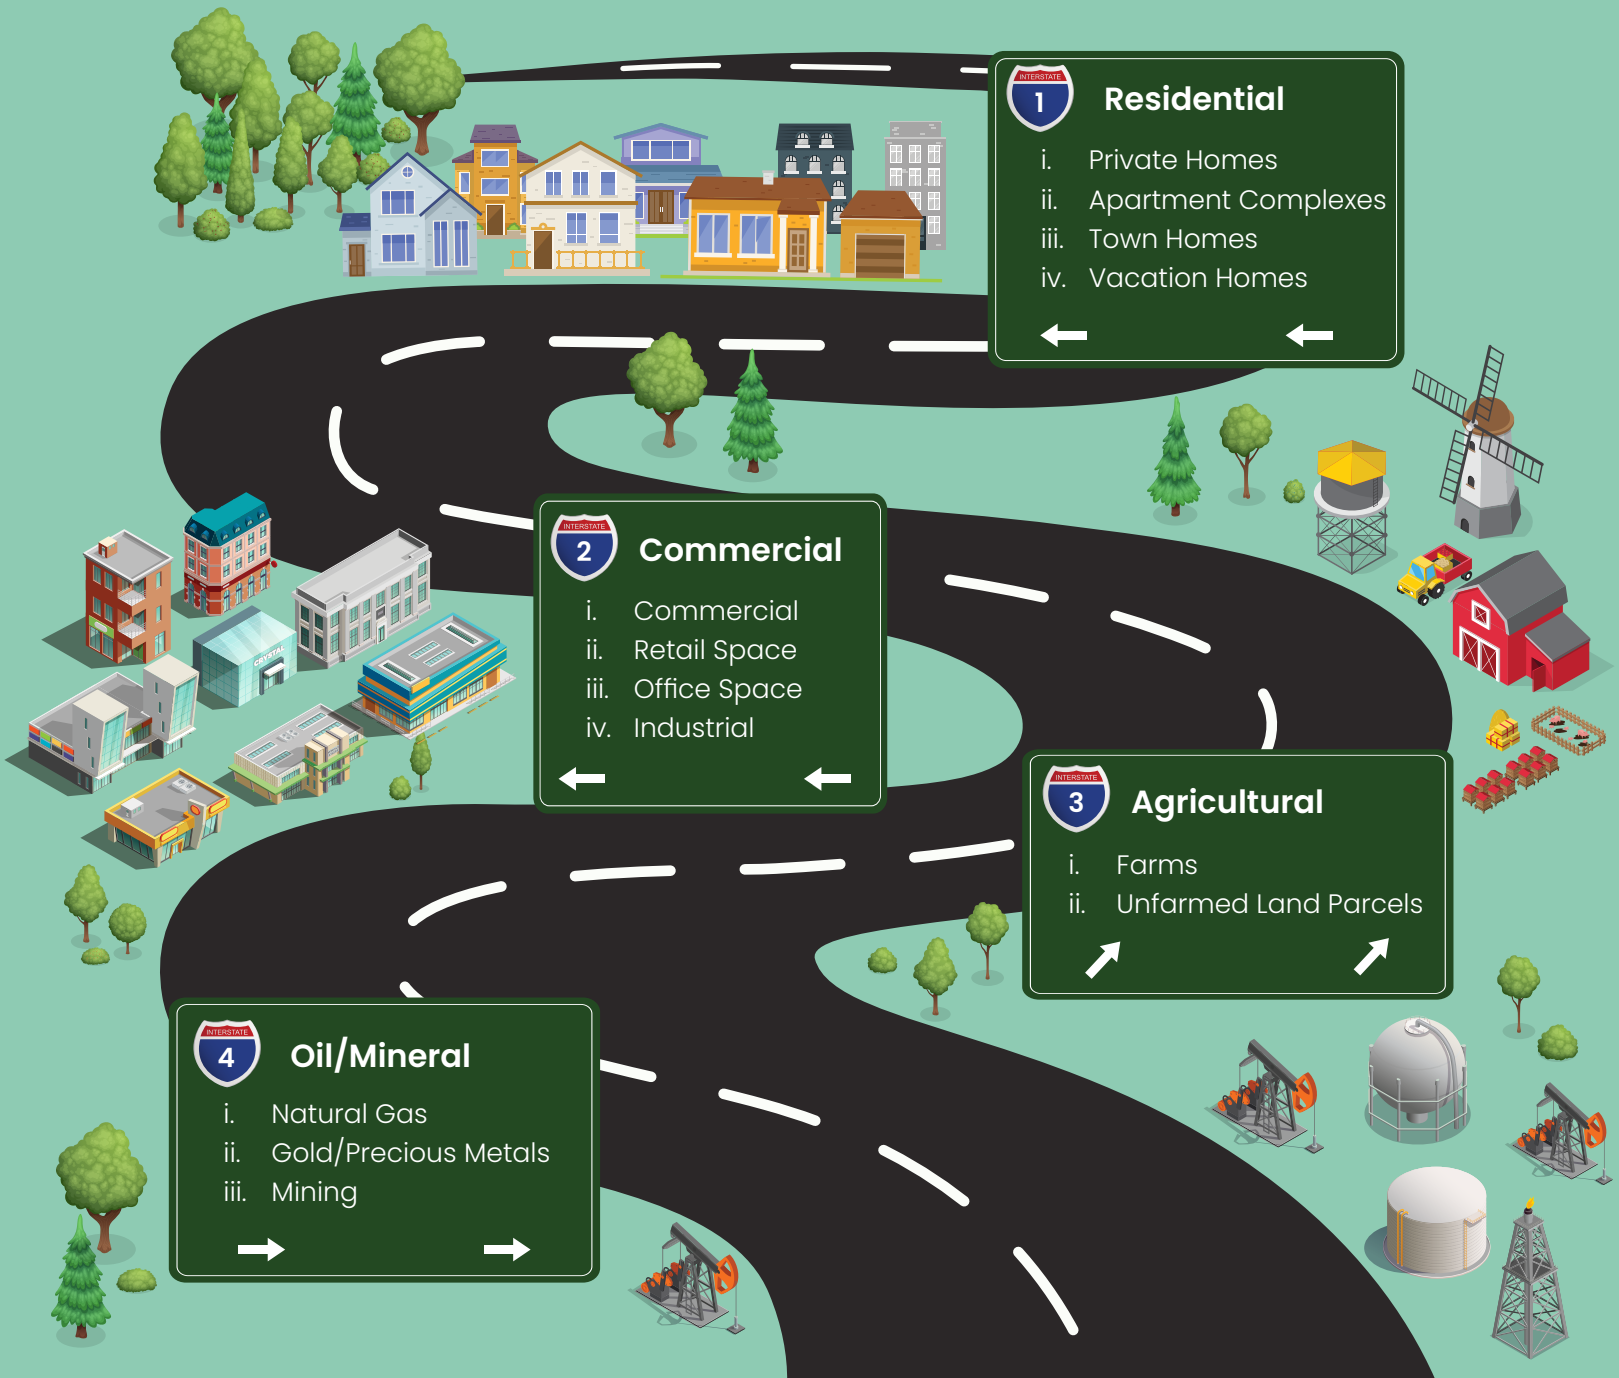 INTERSTATE
1
Residential
i. Private Homes
ii. Apartment Complexes
iii. Town Homes
iv. Vacation Homes
INTERSTATE
2
Commercial
i. Commercial
ii. Retail Space
iii. Office Space
iv. Industrial
CRYSTAL
INTERSTATE
3
Agricultural
i. Farms
ii. Unfarmed Land Parcels
INTERSTATE
4
Oil/Mineral
i. Natural Gas
ii. Gold/Precious Metals
iii. Mining